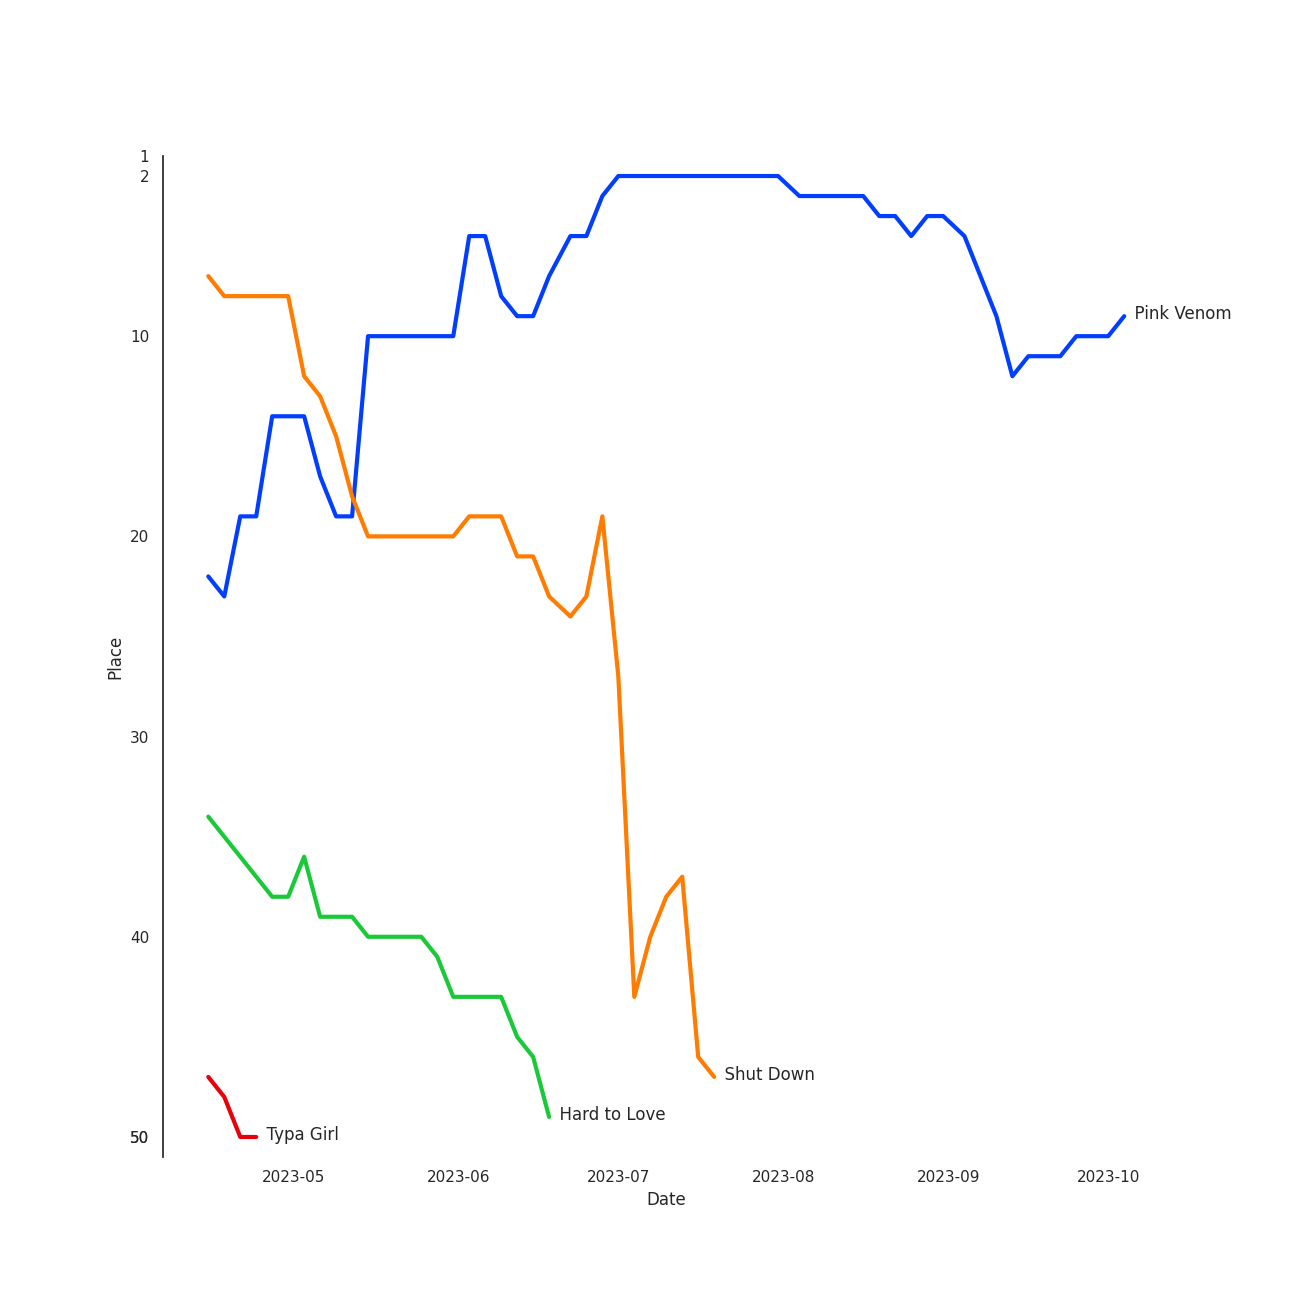 1
2
10
20
30
40
50
Place
Pink Venom
Shut Down
Hard to Love
Typa Girl
2023-05
2023-06
2023-07
2023-08
2023-09
2023-10
Date